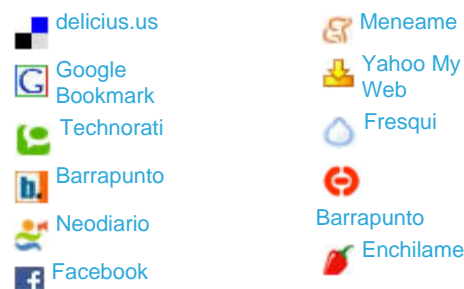 delicius.us
Google
Bookmark
Technorati
Barrapunto
Neodiario
Facebook
Meneame
Yahoo My
Web
Fresqui
Barrapunto
Enchilame